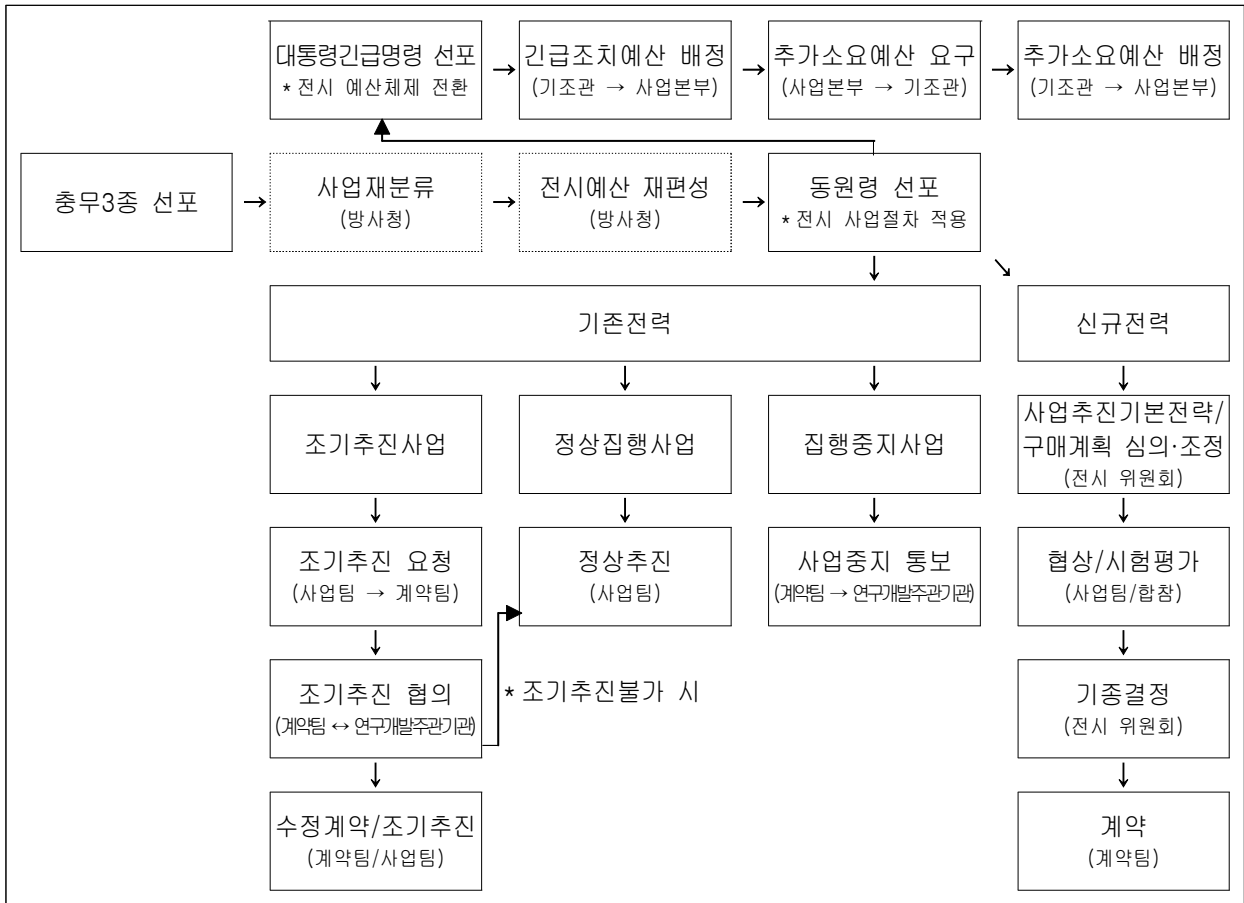 대통령긴급명령 선포
* 전시 예산체제 전환
→
긴급조치예산 배정
(기조관 → 사업본부)
→
추가소요예산 요구
(사업본부 → 기조관)
→
추가소요예산 배정
(기조관 → 사업본부)
충무3종 선포
→
사업재분류
(방사청)
→
전시예산 재편성
(방사청)
→
동원령 선포
* 전시 사업절차 적용
↓
↘
기존전력
신규전력
↓
↓
↓
↓
조기추진사업
정상집행사업
집행중지사업
사업추진기본전략/
구매계획 심의·조정
(전시 위원회)
↓
↓
↓
↓
조기추진 요청
(사업팀 → 계약팀)
정상추진
(사업팀)
사업중지 통보
(계약팀 → 연구개발주관기관)
협상/시험평가
(사업팀/합참)
↓
↓
조기추진 협의
(계약팀 ↔ 연구개발주관기관)
* 조기추진불가 시
기종결정
(전시 위원회)
↓
↓
수정계약/조기추진
(계약팀/사업팀)
계약
(계약팀)